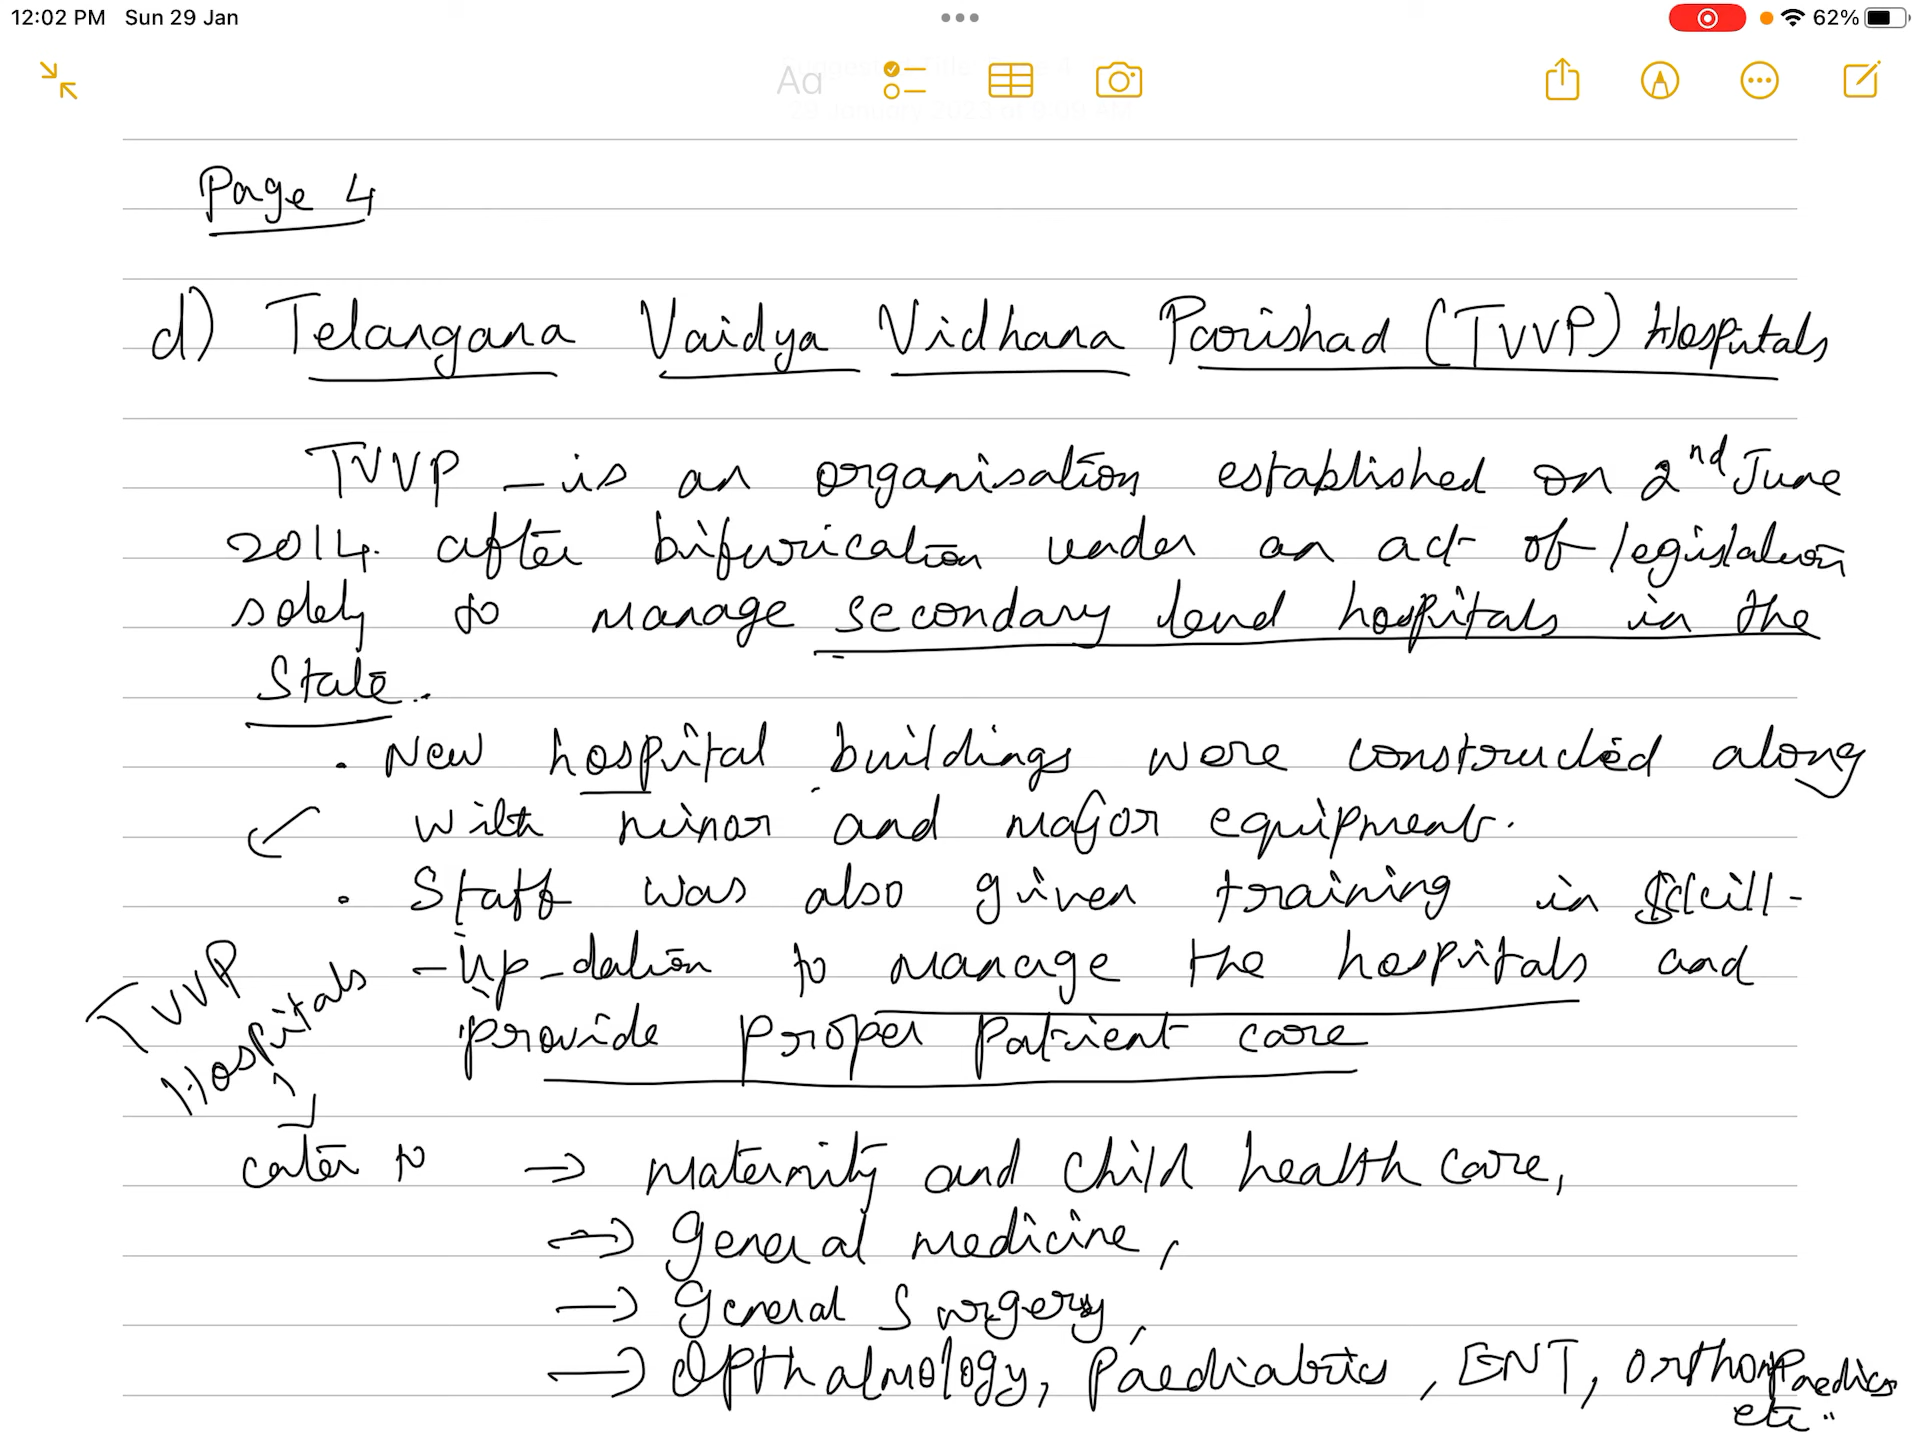 12:02 PM Sun 29 Jan
62%
Aa
Page 4
d) Telangana Vaidya Vidhana Parishad (TVVP) Hospitals
TVVP - is an organisation established on 2nd June
2014. after bifurication under an act of legislation
solely to manage secondary level hospitals in the
State..
. New hospital buildings were constructed along
with minor and major equipment.
. Staff was also given training in Skill-
-Up-dation to manage the hospitals and
provide proper patient care
TVVP
Hospitals
cater to → Maternity and child health care,
→ general medicine,
→ general surgery,
→ Opthalmology, Paediatrics, ENT, Orthopaedics
etc..